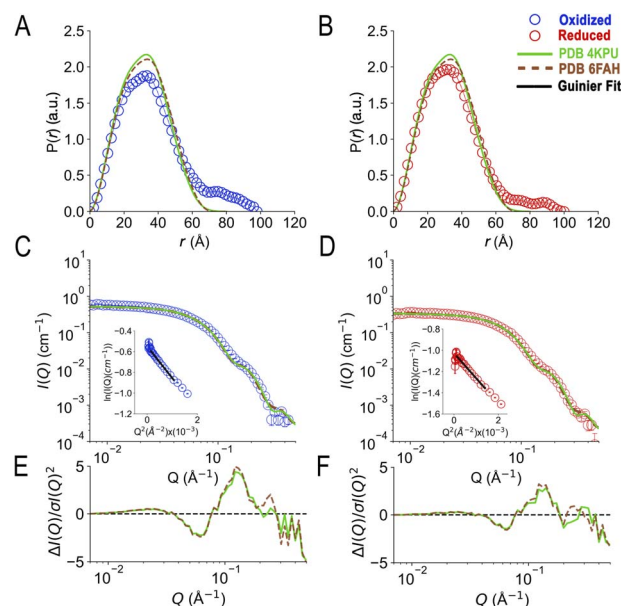 A
B
Oxidized
Reduced
PDB 4KPU
PDB 6FAH
Guinier Fit
P(r) (a.u.)
2.5
2.0
1.5
1.0
0.5
0.0
0 20 40 60 80 100 120
r (Å)
P(r) (a.u.)
2.5
2.0
1.5
1.0
0.5
0.0
0 20 40 60 80 100 120
r (Å)
C
I(Q) (cm⁻¹)
10¹
10⁰
10⁻¹
10⁻²
10⁻³
10⁻⁴
ln(I(Q)(cm⁻¹))
-0.4
-0.6
-0.8
-1.0
-1.2
0 2
Q²(Å⁻²)x(10⁻³)
10⁻² 10⁻¹
Q (Å⁻¹)
D
I(Q) (cm⁻¹)
10¹
10⁰
10⁻¹
10⁻²
10⁻³
10⁻⁴
ln(I(Q)(cm⁻¹))
-0.8
-1.0
-1.2
-1.4
-1.6
0 2
Q²(Å⁻²)x(10⁻³)
10⁻² 10⁻¹
Q (Å⁻¹)
E
ΔI(Q)/σI(Q)²
5
0
-5
10⁻² 10⁻¹
Q (Å⁻¹)
F
ΔI(Q)/σI(Q)²
5
0
-5
10⁻² 10⁻¹
Q (Å⁻¹)